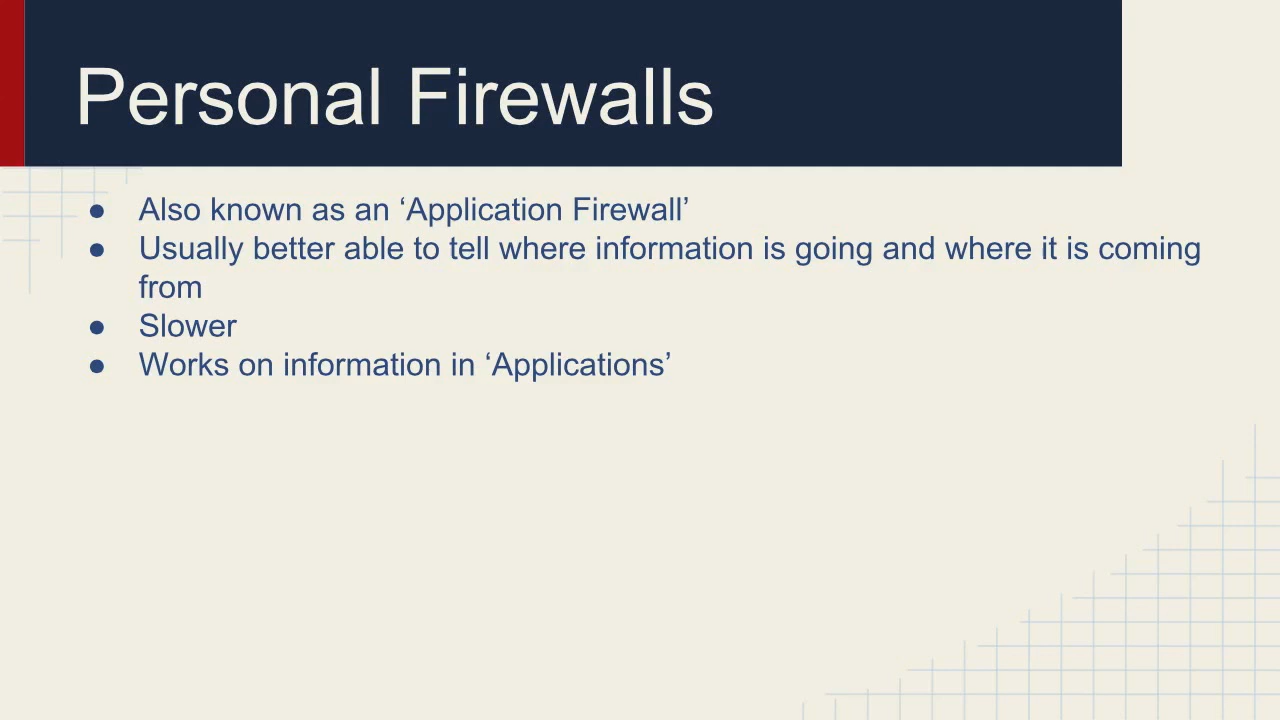 Personal Firewalls
● Also known as an ‘Application Firewall’
● Usually better able to tell where information is going and where it is coming
from
● Slower
● Works on information in ‘Applications’